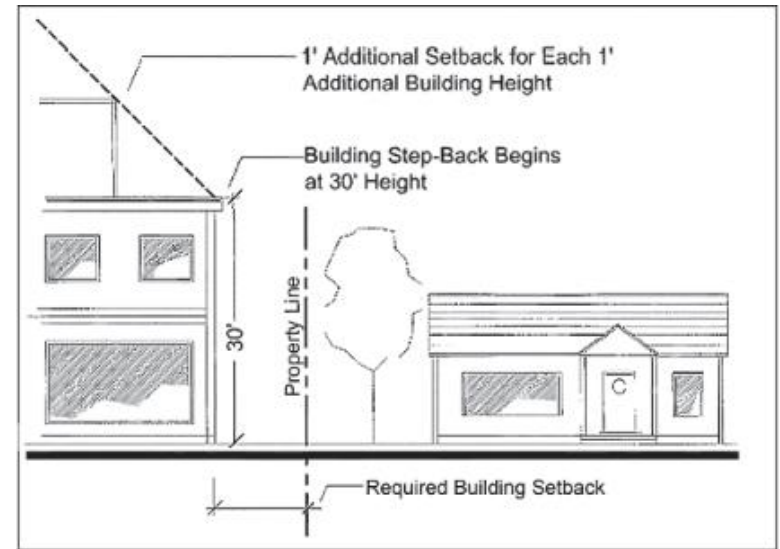 1' Additional Setback for Each 1'
Additional Building Height
Building Step-Back Begins
at 30' Height
30'
Property Line
Required Building Setback